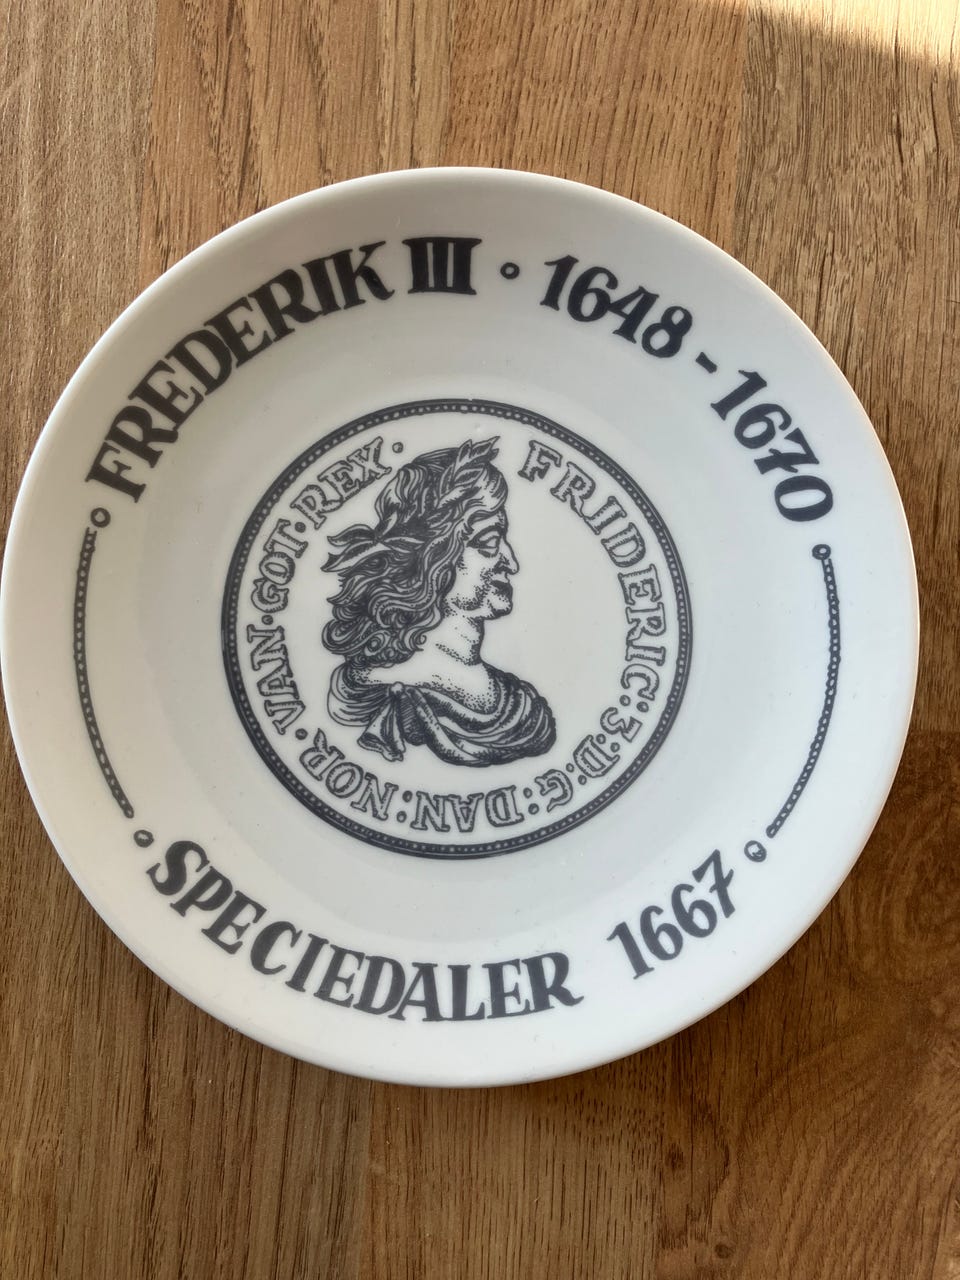 FREDERIK III ∘ 1648 - 1670
FRIDERIC : 3 : D : G : DAN : NOR · VAN · GOT · REX ·
SPECIEDALER 1667